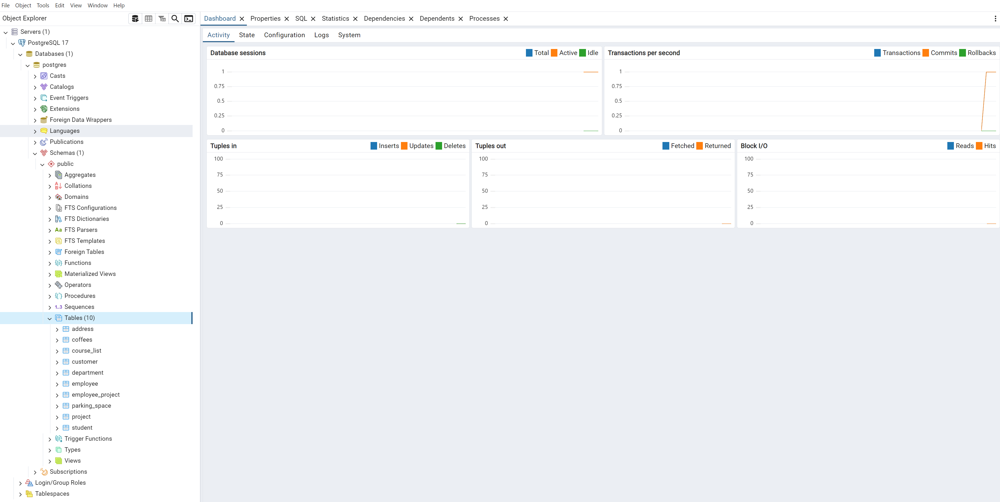 File Object Tools Edit View Window Help
Object Explorer
Servers (1)
PostgreSQL 17
Databases (1)
postgres
Casts
Catalogs
Event Triggers
Extensions
Foreign Data Wrappers
Languages
Publications
Schemas (1)
public
Aggregates
Collations
Domains
FTS Configurations
FTS Dictionaries
Aa FTS Parsers
FTS Templates
Foreign Tables
Functions
Materialized Views
Operators
Procedures
1..3 Sequences
Tables (10)
address
coffees
course_list
customer
department
employee
employee_project
parking_space
project
student
Trigger Functions
Types
Views
Subscriptions
Login/Group Roles
Tablespaces
Dashboard Properties SQL Statistics Dependencies Dependents Processes
Activity State Configuration Logs System
Database sessions Total Active Idle
1
0.75
0.5
0.25
0
Transactions per second Transactions Commits Rollbacks
1
0.75
0.5
0.25
0
Tuples in Inserts Updates Deletes
100
75
50
25
0
Tuples out Fetched Returned
100
75
50
25
0
Block I/O Reads Hits
100
75
50
25
0